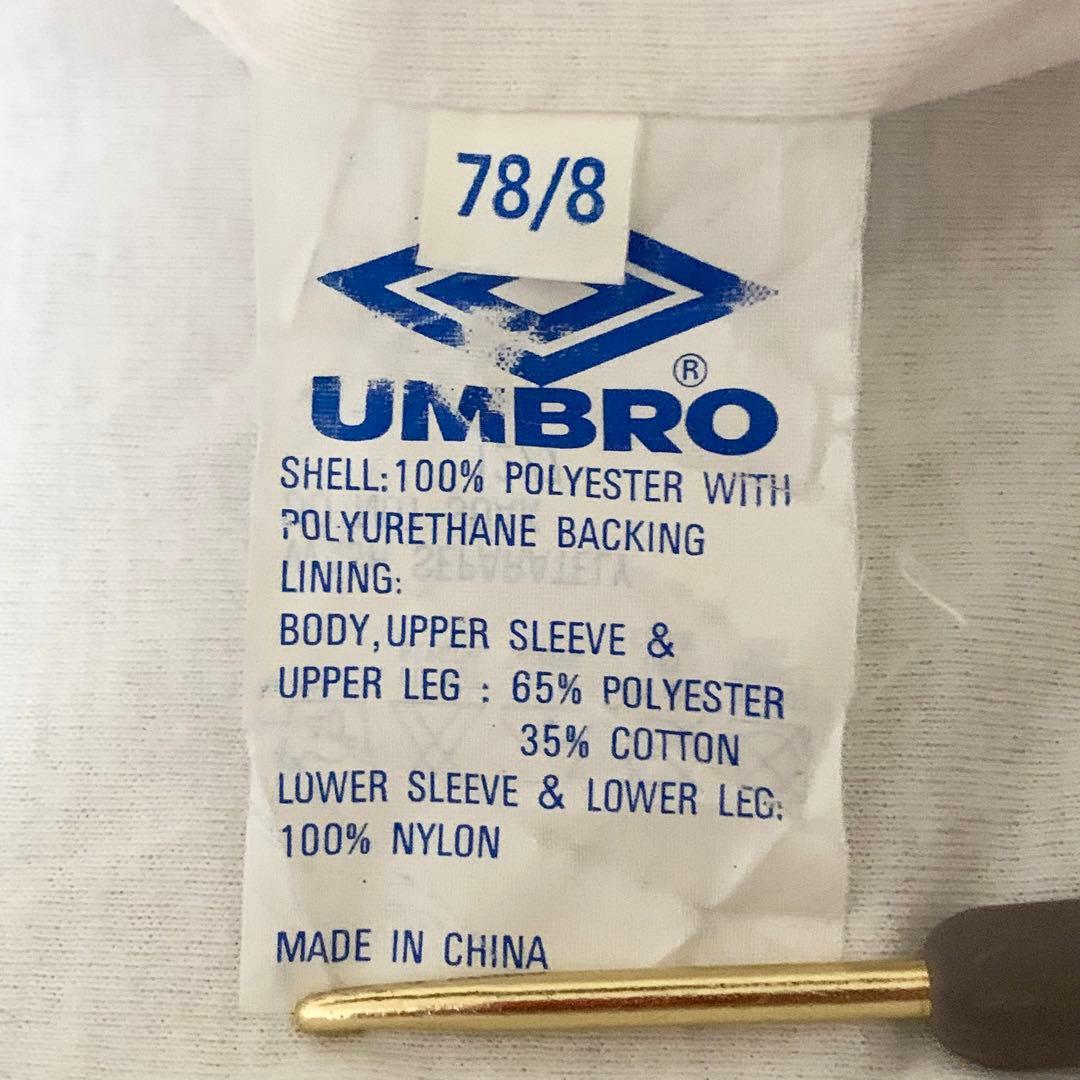 78/8
UMBRO®
SHELL:100% POLYESTER WITH
POLYURETHANE BACKING
LINING:
BODY,UPPER SLEEVE &
UPPER LEG : 65% POLYESTER
35% COTTON
LOWER SLEEVE & LOWER LEG:
100% NYLON
MADE IN CHINA